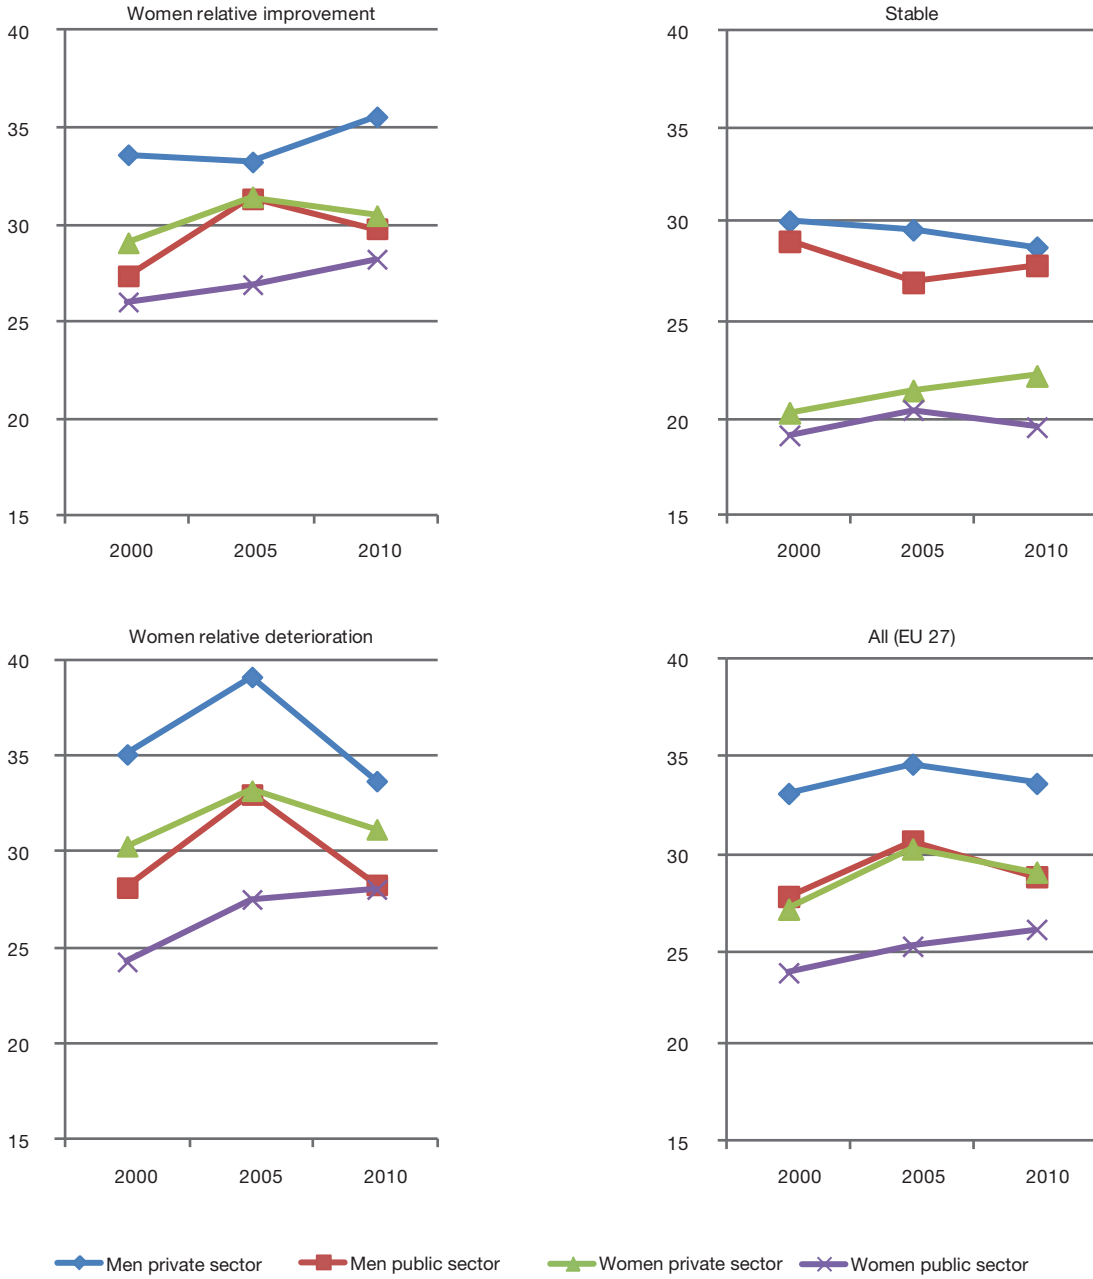 Women relative improvement
40
35
30
25
20
15
2000 2005 2010
Stable
40
35
30
25
20
15
2000 2005 2010
Women relative deterioration
40
35
30
25
20
15
2000 2005 2010
All (EU 27)
40
35
30
25
20
15
2000 2005 2010
Men private sector Men public sector Women private sector Women public sector